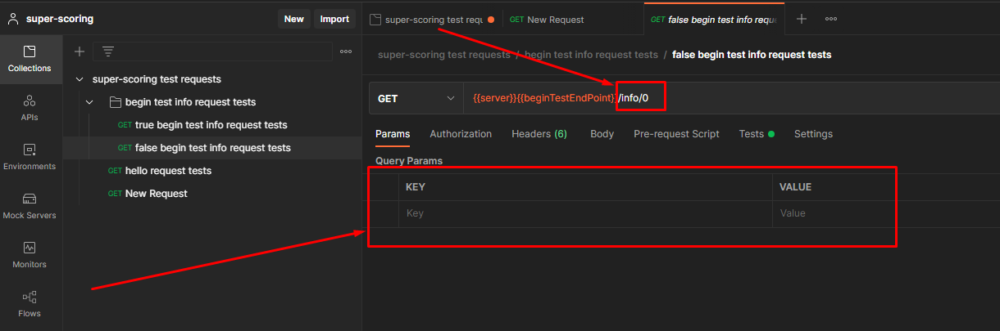 super-scoring
New
Import
Collections
APIs
Environments
Mock Servers
Monitors
Flows
super-scoring test requests
begin test info request tests
GET true begin test info request tests
GET false begin test info request tests
GET hello request tests
GET New Request
super-scoring test requ
GET New Request
GET false begin test info reque
super-scoring test requests / begin test info request tests / false begin test info request tests
GET
{{server}}{{beginTestEndPoint}}/info/0
Params Authorization Headers (6) Body Pre-request Script Tests Settings
Query Params
KEY VALUE
Key Value